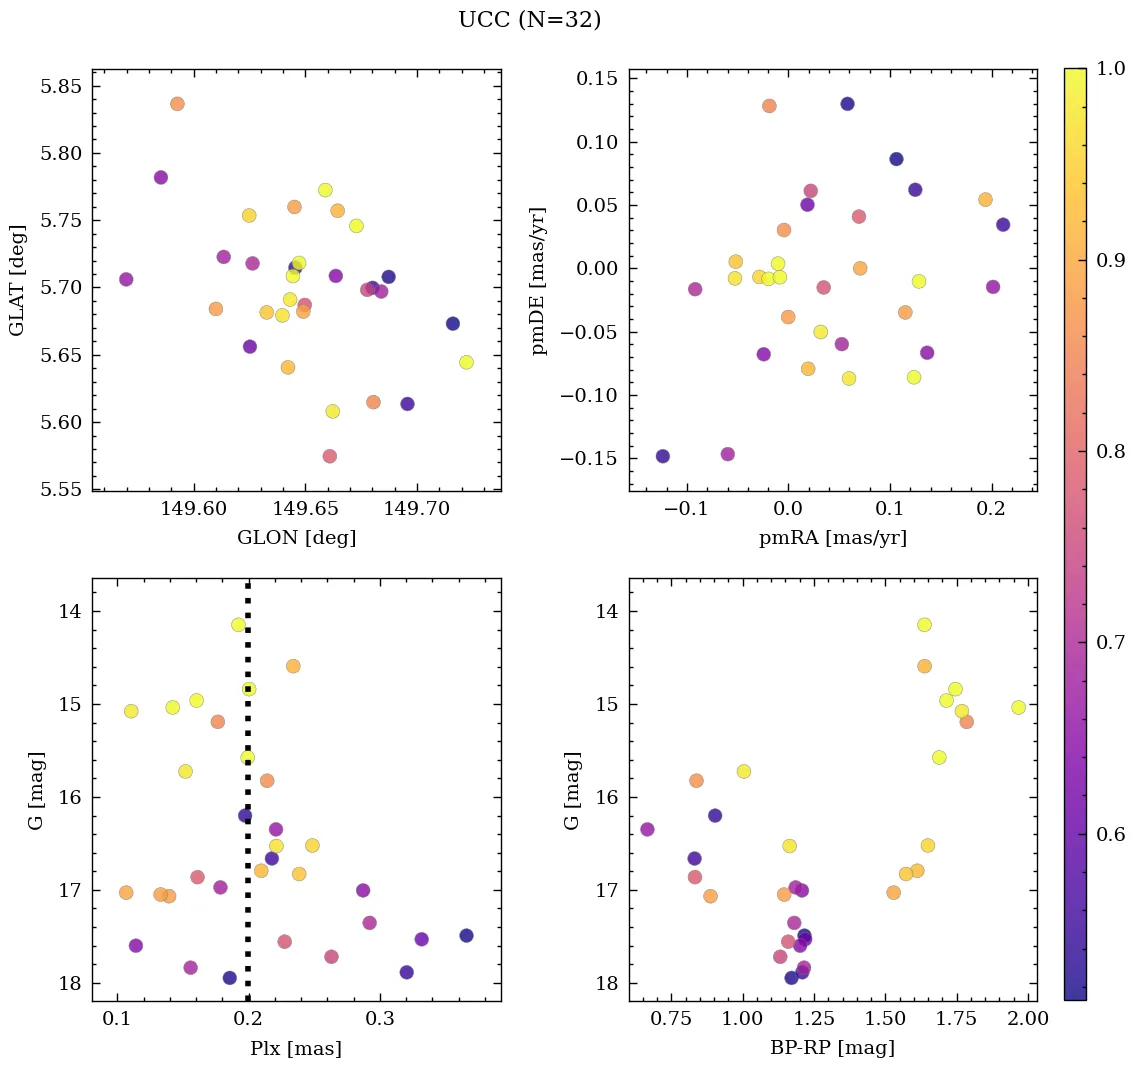 UCC (N=32)
5.85
5.80
5.75
5.70
5.65
5.60
5.55
149.60 149.65 149.70
GLON [deg]
GLAT [deg]
0.15
0.10
0.05
0.00
−0.05
−0.10
−0.15
−0.1 0.0 0.1 0.2
pmRA [mas/yr]
pmDE [mas/yr]
14
15
16
17
18
0.1 0.2 0.3
Plx [mas]
G [mag]
14
15
16
17
18
0.75 1.00 1.25 1.50 1.75 2.00
BP-RP [mag]
G [mag]
1.0
0.9
0.8
0.7
0.6